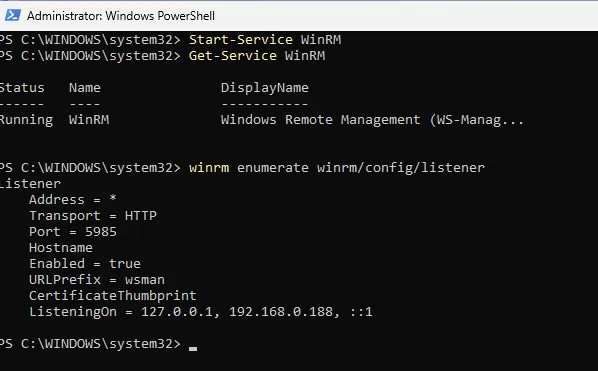 Administrator: Windows PowerShell
PS C:\WINDOWS\system32> Start-Service WinRM
PS C:\WINDOWS\system32> Get-Service WinRM
Status   Name               DisplayName
------   ----               -----------
Running  WinRM              Windows Remote Management (WS-Manag...
PS C:\WINDOWS\system32> winrm enumerate winrm/config/listener
Listener
    Address = *
    Transport = HTTP
    Port = 5985
    Hostname
    Enabled = true
    URLPrefix = wsman
    CertificateThumbprint
    ListeningOn = 127.0.0.1, 192.168.0.188, ::1
PS C:\WINDOWS\system32>